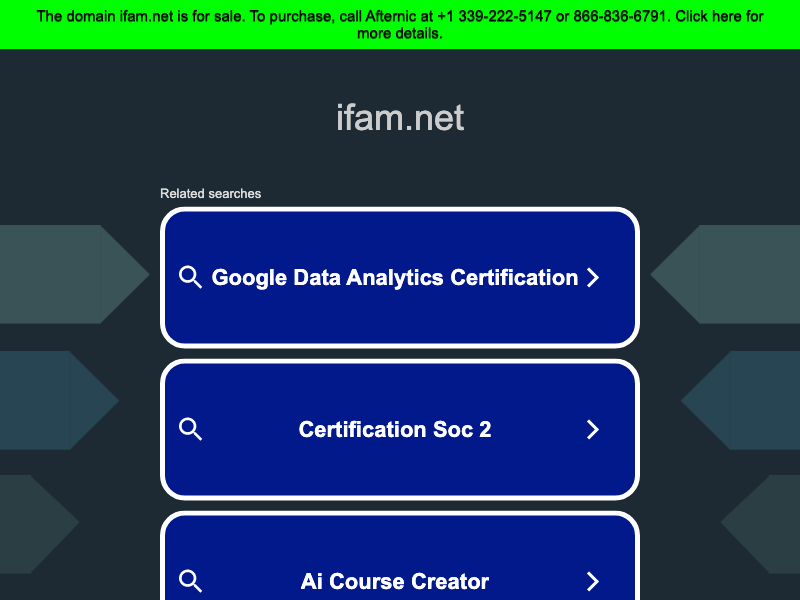 The domain ifam.net is for sale. To purchase, call Afternic at +1 339-222-5147 or 866-836-6791. Click here for
more details.
ifam.net
Related searches
Google Data Analytics Certification
Certification Soc 2
Ai Course Creator